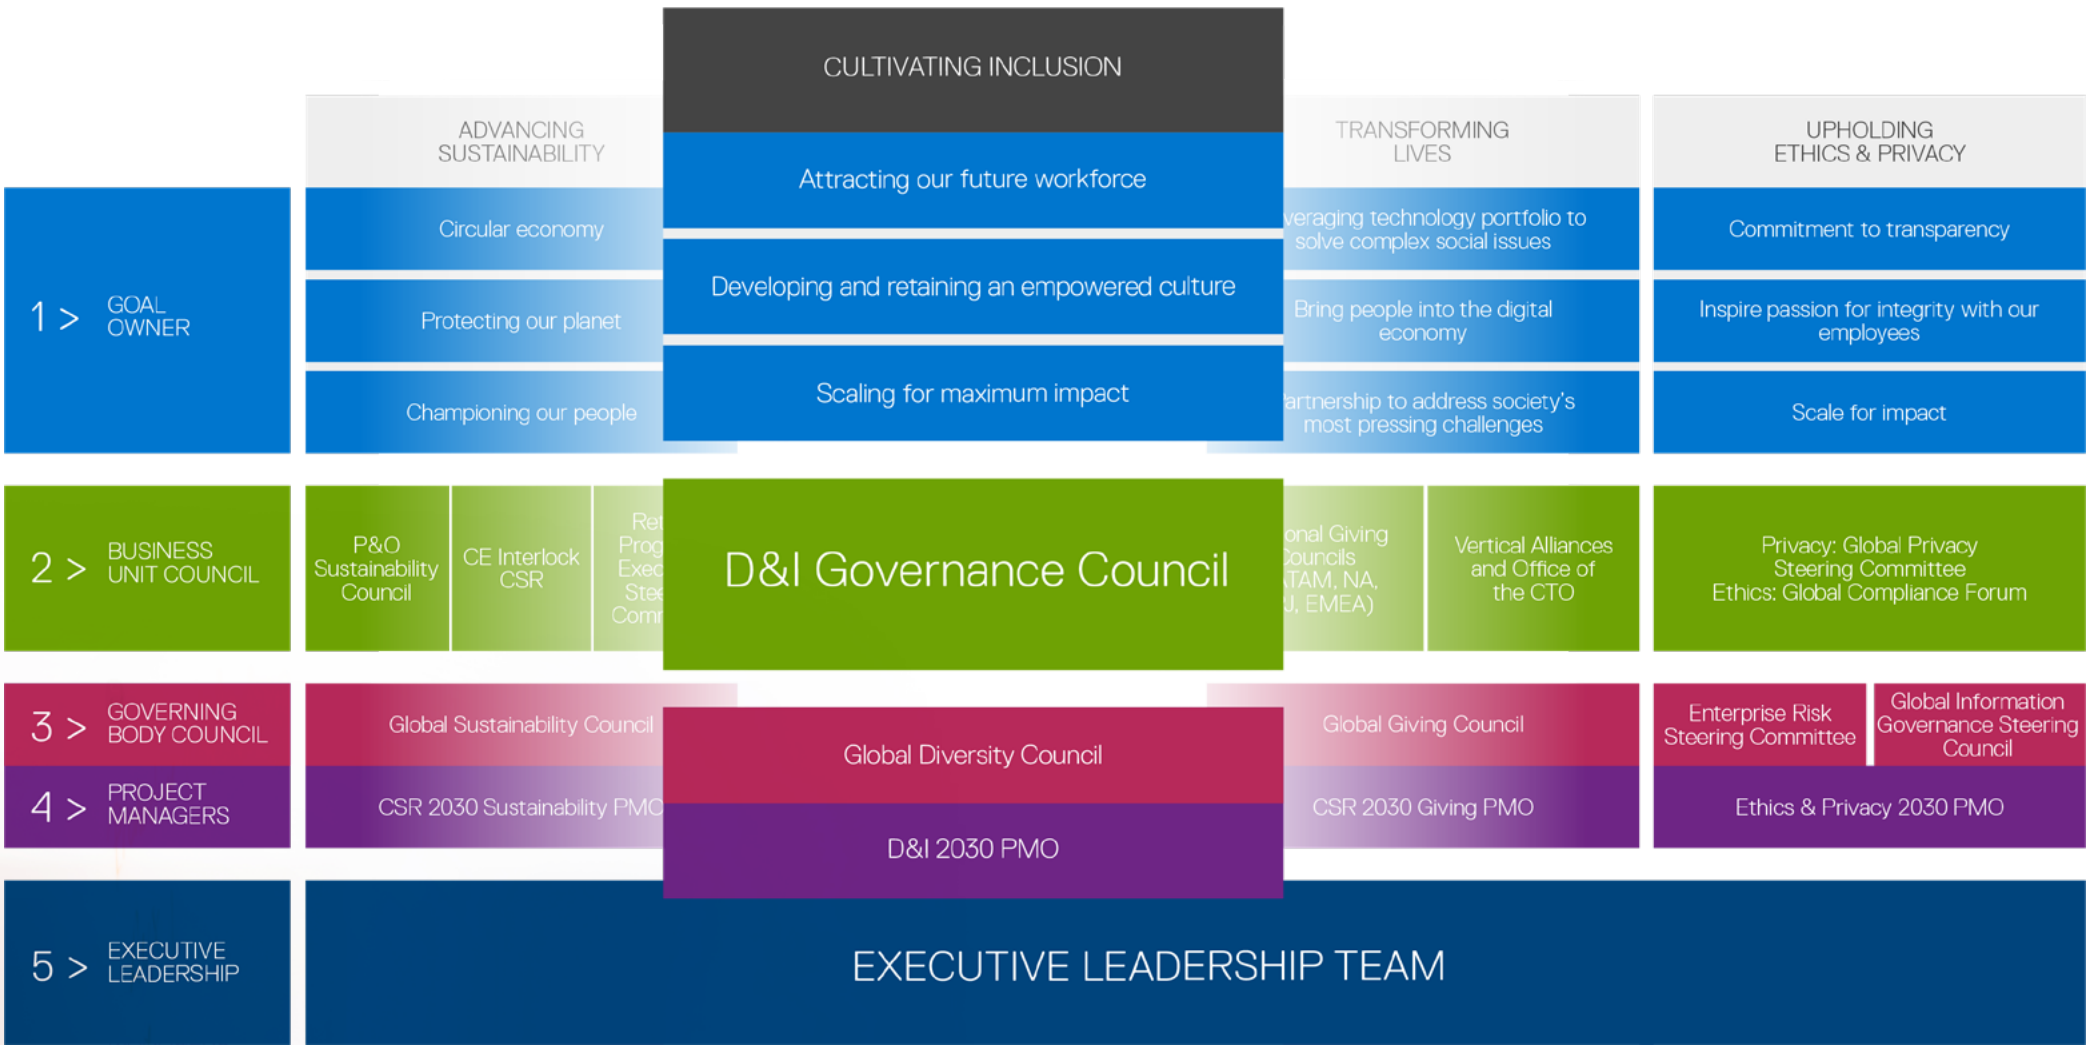 CULTIVATING INCLUSION
ADVANCING
SUSTAINABILITY
TRANSFORMING
LIVES
UPHOLDING
ETHICS & PRIVACY
1 >
GOAL
OWNER
Circular economy
Protecting our planet
Championing our people
Attracting our future workforce
Developing and retaining an empowered culture
Scaling for maximum impact
technology portfolio to
solve complex social issues
Bring people into the digital
economy
to address society's
most pressing challenges
Commitment to transparency
Inspire passion for integrity with our
employees
Scale for impact
2 >
BUSINESS
UNIT COUNCIL
P&O
Sustainability
Council
CE Interlock
CSR
D&I Governance Council
Giving
NA,
EMEA)
Vertical Alliances
and Office of
the CTO
Privacy: Global Privacy
Steering Committee
Ethics: Global Compliance Forum
3 >
GOVERNING
BODY COUNCIL
Global Sustainability Council
Global Diversity Council
Global Giving Council
Enterprise Risk
Steering Committee
Global Information
Governance Steering
Council
4 >
PROJECT
MANAGERS
CSR 2030 Sustainability PMO
D&I 2030 PMO
CSR 2030 Giving PMO
Ethics & Privacy 2030 PMO
5 >
EXECUTIVE
LEADERSHIP
EXECUTIVE LEADERSHIP TEAM